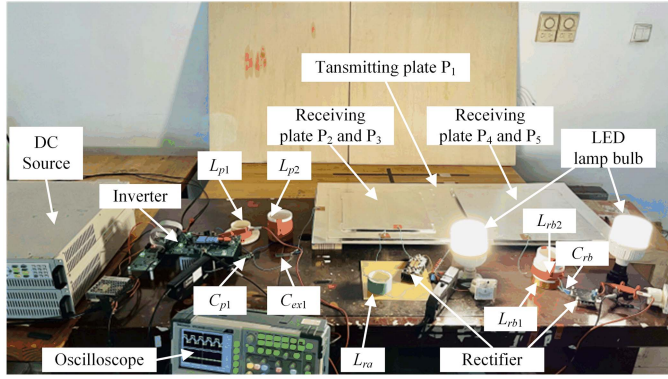 Tansmitting plate P1
Receiving
plate P2 and P3
Receiving
plate P4 and P5
LED
lamp bulb
DC
Source
Lp1
Lp2
Inverter
Lrb2
Crb
Cp1
Cex1
Lrb1
Oscilloscope
Lra
Rectifier